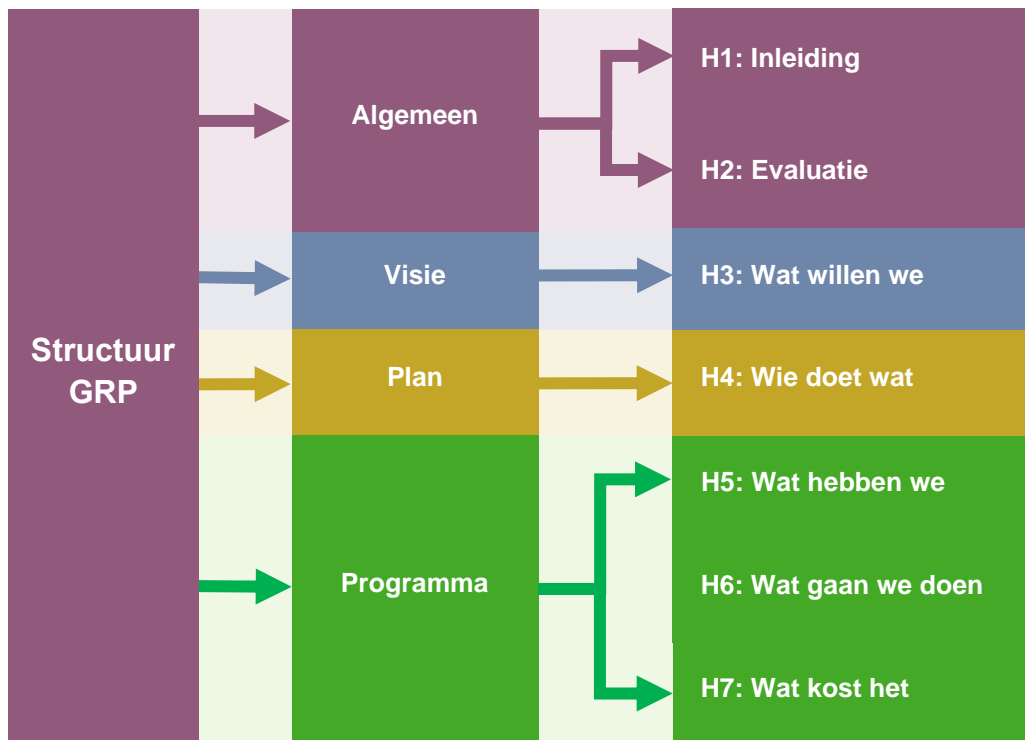 Structuur
GRP
Algemeen
H1: Inleiding
H2: Evaluatie
Visie
H3: Wat willen we
Plan
H4: Wie doet wat
Programma
H5: Wat hebben we
H6: Wat gaan we doen
H7: Wat kost het